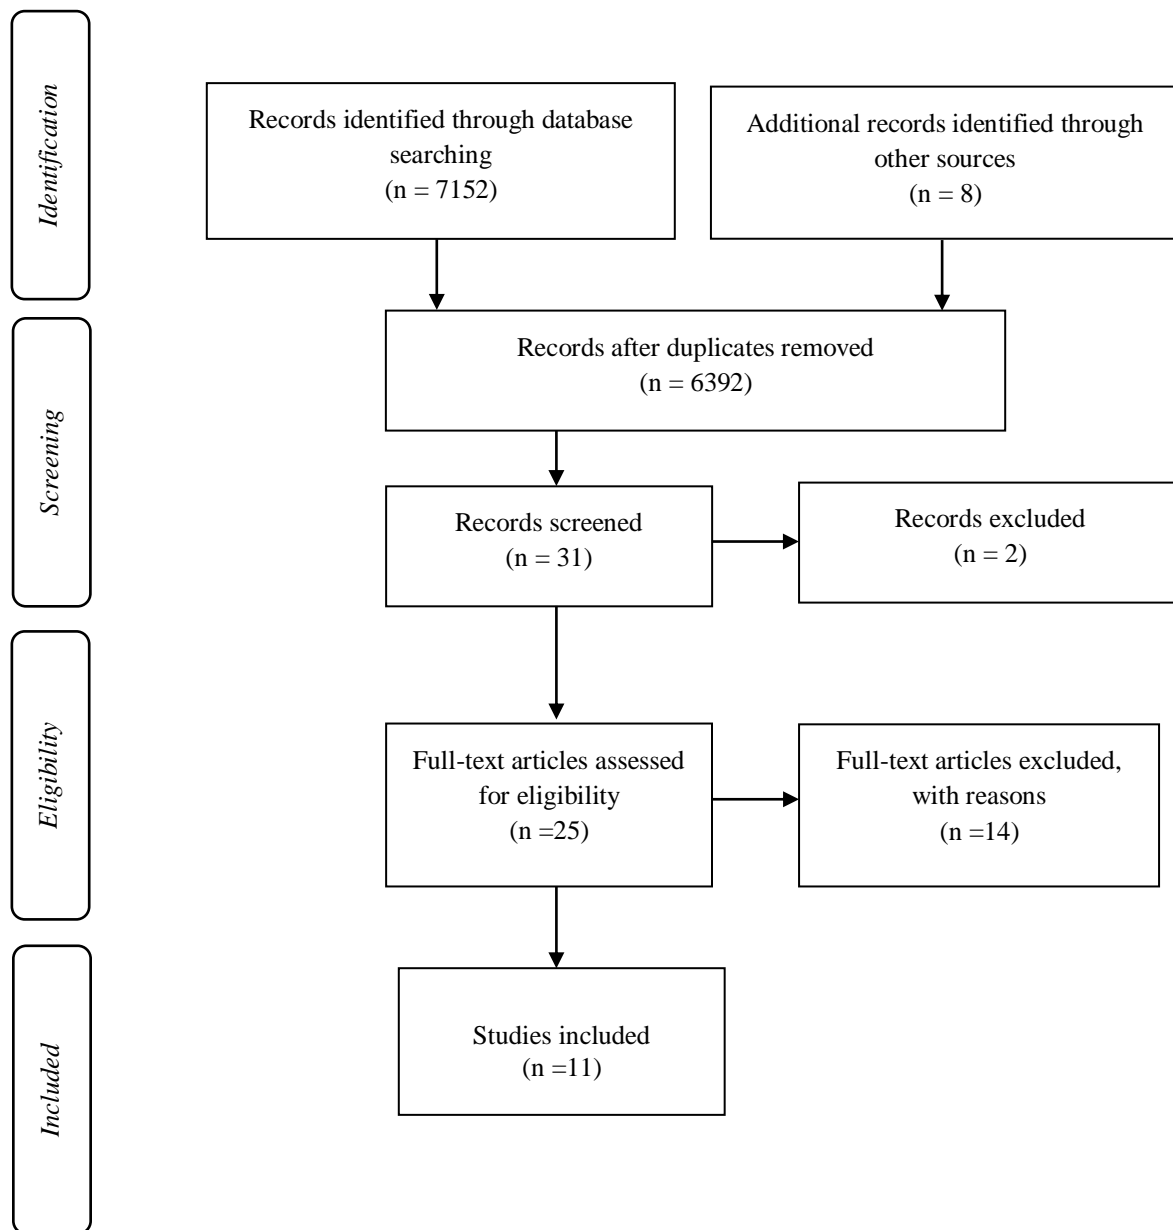 Identification
Records identified through database
searching
(n = 7152)
Additional records identified through
other sources
(n = 8)
Screening
Records after duplicates removed
(n = 6392)
Records screened
(n = 31)
Records excluded
(n = 2)
Eligibility
Full-text articles assessed
for eligibility
(n =25)
Full-text articles excluded,
with reasons
(n =14)
Included
Studies included
(n =11)